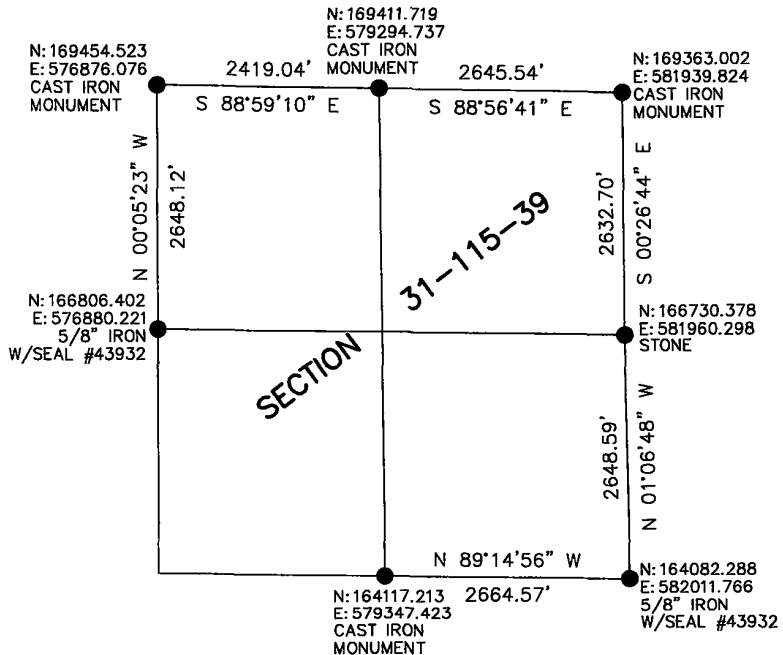 N: 169411.719
E: 579294.737
CAST IRON
MONUMENT
N: 169454.523
E: 576876.076
CAST IRON
MONUMENT
2419.04'
S 88°59'10" E
2645.54'
S 88°56'41" E
N: 169363.002
E: 581939.824
CAST IRON
MONUMENT
N 00°05'23" W
2648.12'
2632.70'
S 00°26'44" E
SECTION 31-115-39
N: 166806.402
E: 576880.221
5/8" IRON
W/SEAL #43932
N: 166730.378
E: 581960.298
STONE
2648.59'
N 01°06'48" W
N 89°14'56" W
2664.57'
N: 164117.213
E: 579347.423
CAST IRON
MONUMENT
N: 164082.288
E: 582011.766
5/8" IRON
W/SEAL #43932